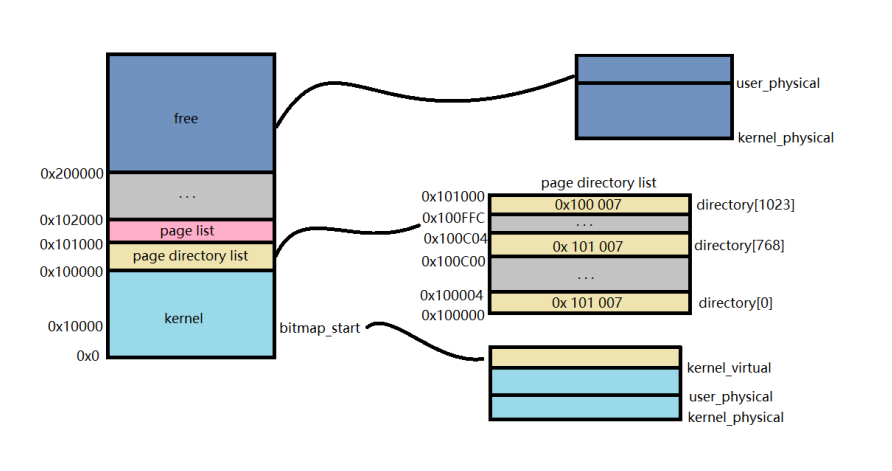 free
0x200000
...
0x102000
page list
0x101000
page directory list
0x100000
kernel
0x10000
0x0
user_physical
kernel_physical
page directory list
0x101000
0x100 007
directory[1023]
0x100FFC
...
0x100C04
0x 101 007
directory[768]
0x100C00
...
0x100004
0x 101 007
directory[0]
0x100000
bitmap_start
kernel_virtual
user_physical
kernel_physical